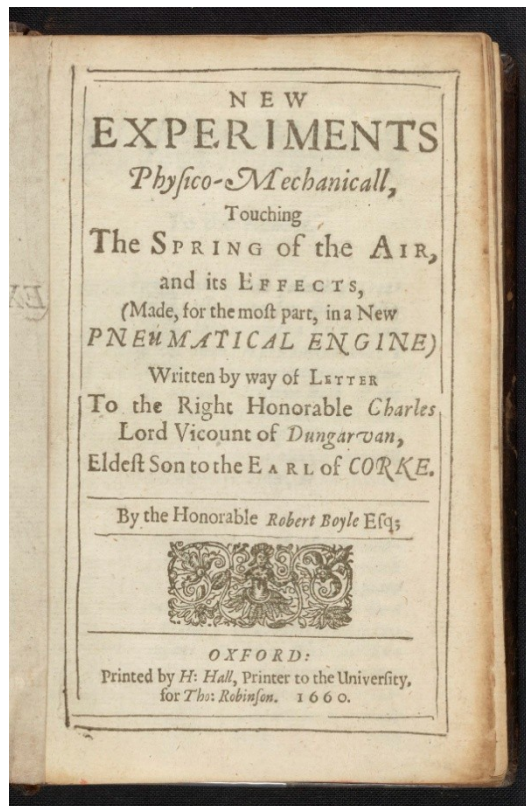 NEW
EXPERIMENTS
Phyſico-Mechanicall,
Touching
The SPRING of the AIR,
and its EFFECTS,
(Made, for the moſt part, in a New
PNEUMATICAL ENGINE)
Written by way of LETTER
To the Right Honorable Charles
Lord Vicount of Dungarvan,
Eldeſt Son to the EARL of CORKE.
By the Honorable Robert Boyle Eſq;
OXFORD:
Printed by H: Hall, Printer to the Univerſity,
for Tho: Robinſon. 1660.